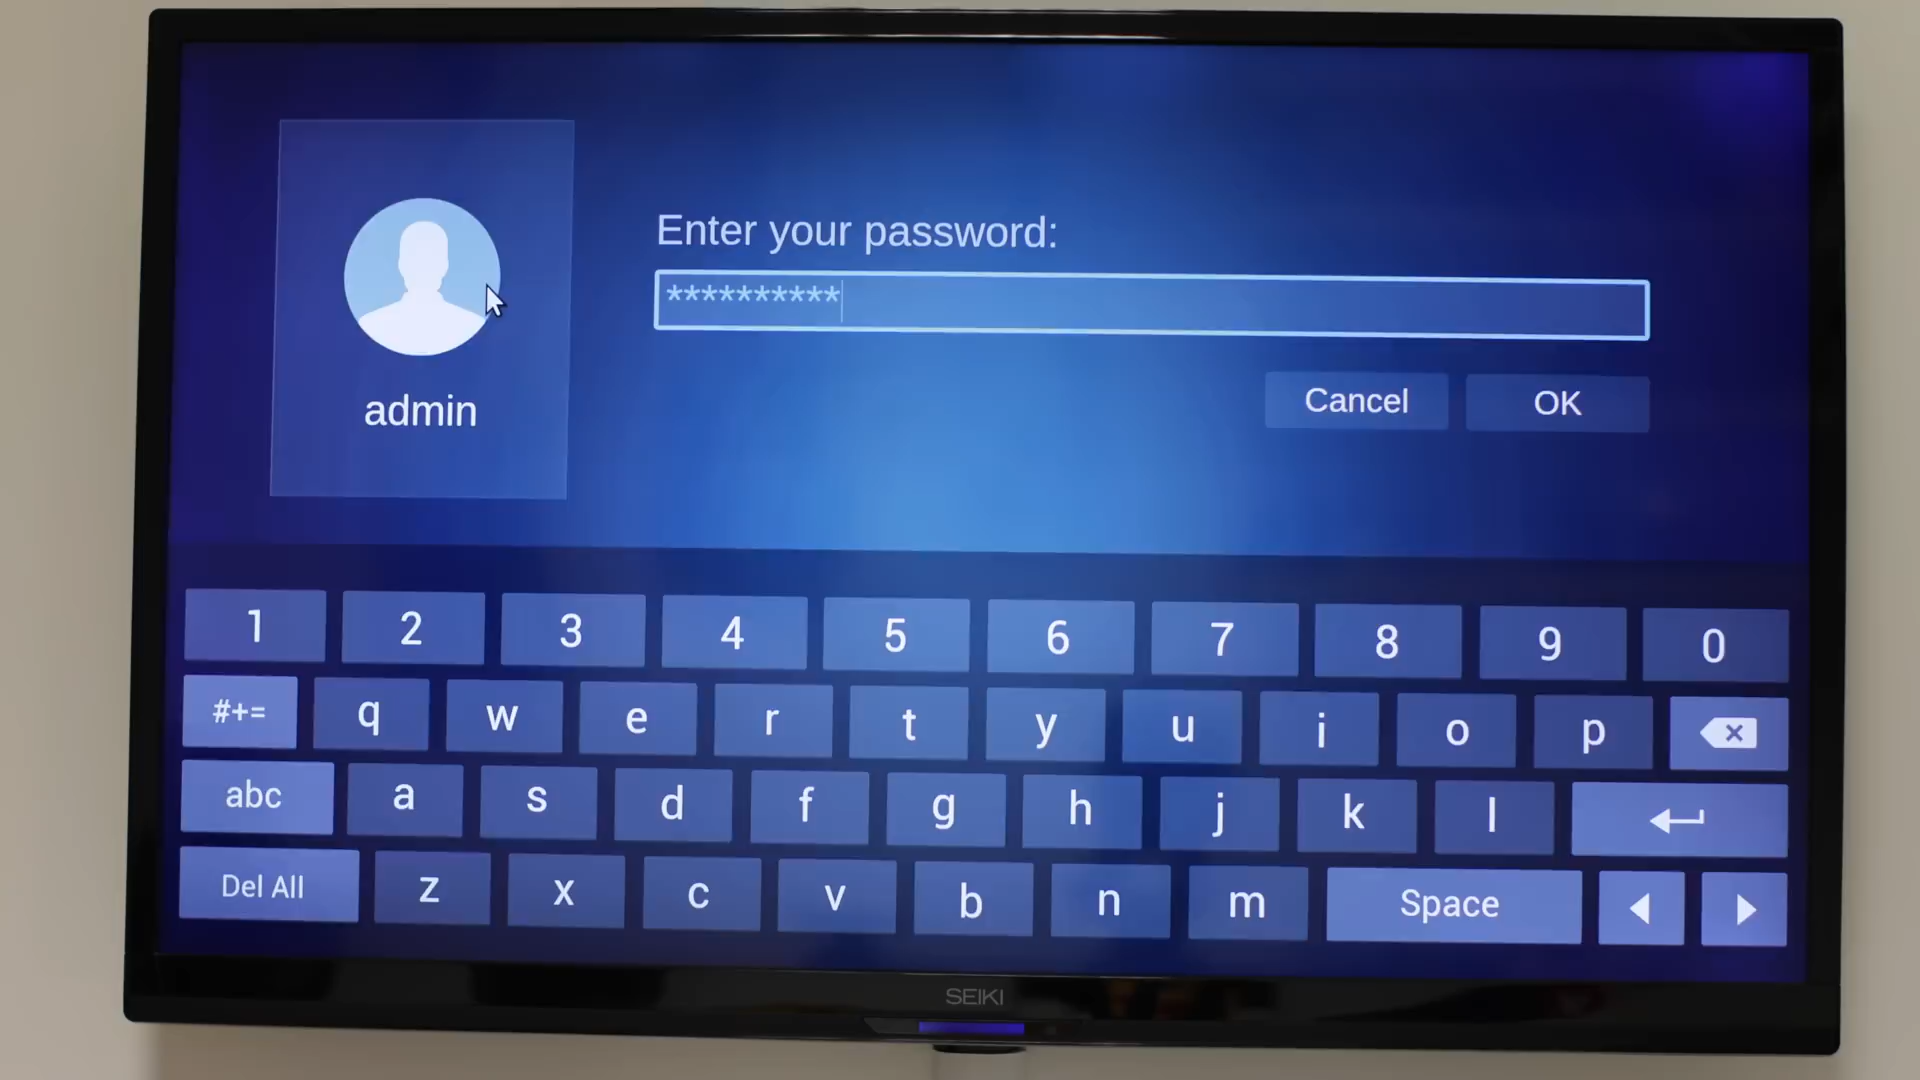 Enter your password:
**********
admin
Cancel OK
1 2 3 4 5 6 7 8 9 0
#+= q w e r t y u i o p
abc a s d f g h j k l
Del All z x c v b n m Space
SEIKI